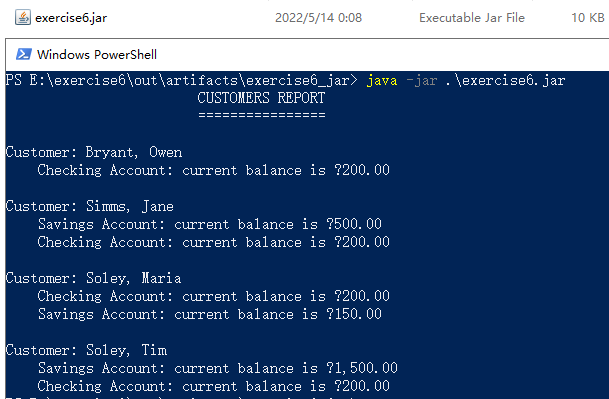 exercise6.jar 2022/5/14 0:08 Executable Jar File 10 KB
Windows PowerShell
PS E:\exercise6\out\artifacts\exercise6_jar> java -jar .\exercise6.jar
CUSTOMERS REPORT
================
Customer: Bryant, Owen
Checking Account: current balance is ?200.00
Customer: Simms, Jane
Savings Account: current balance is ?500.00
Checking Account: current balance is ?200.00
Customer: Soley, Maria
Checking Account: current balance is ?200.00
Savings Account: current balance is ?150.00
Customer: Soley, Tim
Savings Account: current balance is ?1,500.00
Checking Account: current balance is ?200.00